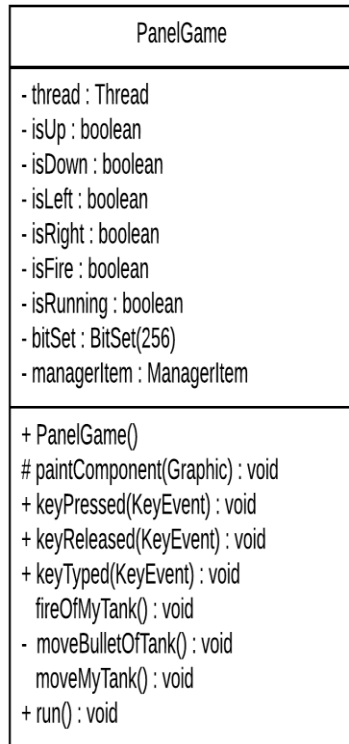 PanelGame
- thread : Thread
- isUp : boolean
- isDown : boolean
- isLeft : boolean
- isRight : boolean
- isFire : boolean
- isRunning : boolean
- bitSet : BitSet(256)
- managerItem : ManagerItem
+ PanelGame()
# paintComponent(Graphic) : void
+ keyPressed(KeyEvent) : void
+ keyReleased(KeyEvent) : void
+ keyTyped(KeyEvent) : void
fireOfMyTank() : void
- moveBulletOfTank() : void
moveMyTank() : void
+ run() : void